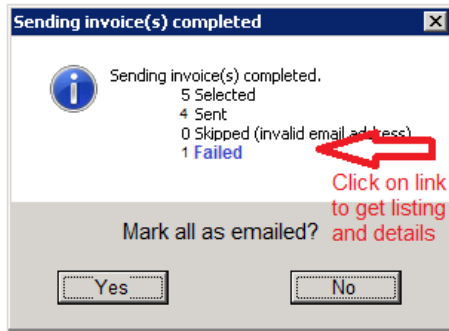 Sending invoice(s) completed
Sending invoice(s) completed.
5 Selected
4 Sent
0 Skipped (invalid email address)
1 Failed
Click on link
to get listing
and details
Mark all as emailed?
Yes
No